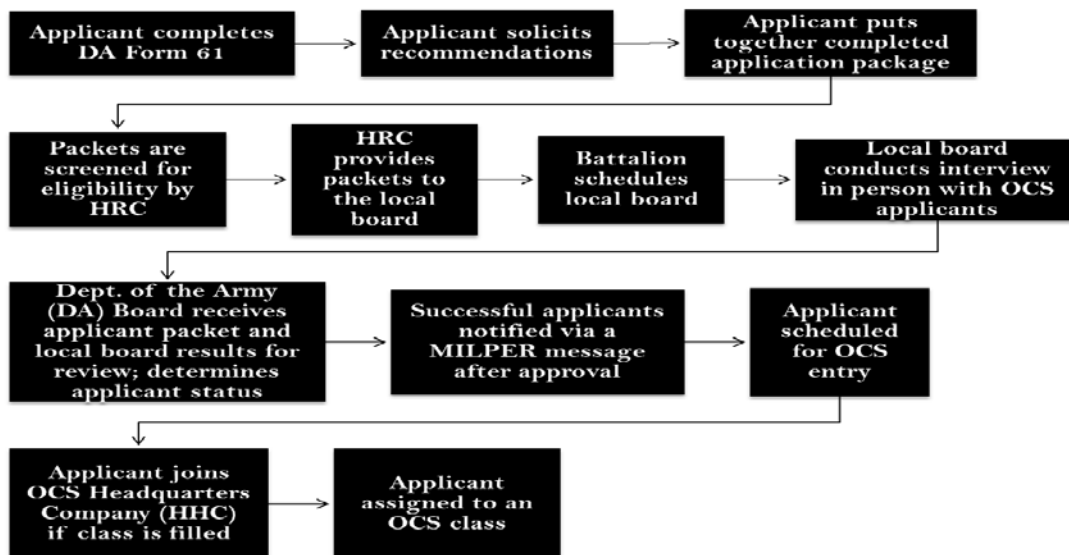 Applicant completes
DA Form 61
Applicant solicits
recommendations
Applicant puts
together completed
application package
Packets are
screened for
eligibility by
HRC
HRC
provides
packets to
the local
board
Battalion
schedules
local board
Local board
conducts interview
in person with OCS
applicants
Dept. of the Army
(DA) Board receives
applicant packet and
local board results for
review; determines
applicant status
Successful applicants
notified via a
MILPER message
after approval
Applicant
scheduled
for OCS
entry
Applicant joins
OCS Headquarters
Company (HHC)
if class is filled
Applicant
assigned to an
OCS class